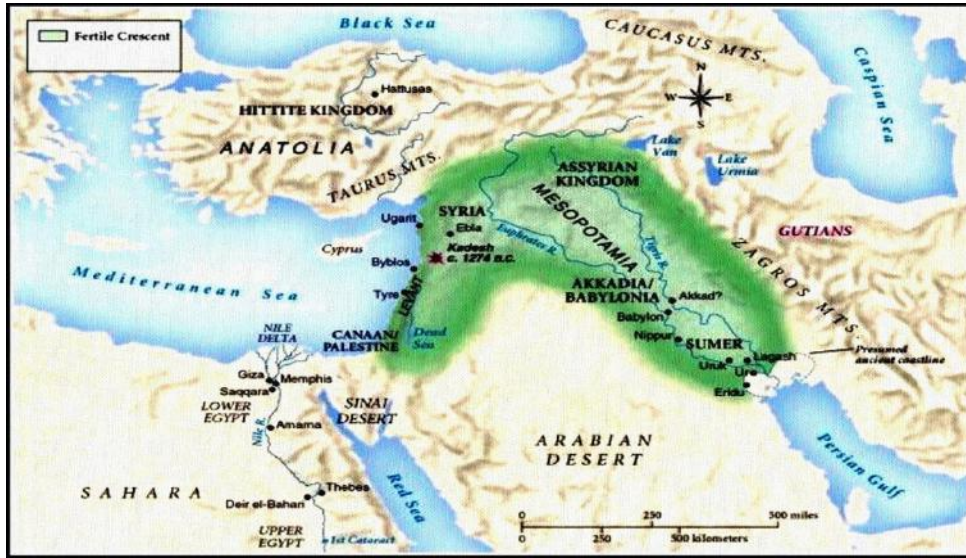 Fertile Crescent
Black Sea
CAUCASUS MTS.
Caspian Sea
N
W E
S
Hattusas
HITTITE KINGDOM
ANATOLIA
TAURUS MTS.
Lake
Van
Lake
Urmia
ASSYRIAN
KINGDOM
MESOPOTAMIA
SYRIA
Ugarit
Ebla
Euphrates R.
Tigris R.
GUTIANS
ZAGROS MTS.
Cyprus
Kadesh
c. 1274 B.C.
Byblos
Mediterranean Sea
Tyre
LEVANT
AKKADIA/
BABYLONIA
Akkad?
Babylon
Nippur
SUMER
CANAAN/
PALESTINE
Dead
Sea
NILE
DELTA
Lagash
Uruk
Ur
Eridu
Presumed
ancient coastline
Giza
Memphis
Saqqara
LOWER
EGYPT
SINAI
DESERT
Nile R.
Amarna
ARABIAN
DESERT
Persian Gulf
SAHARA
Thebes
Deir el-Bahari
Red Sea
UPPER
EGYPT
1st Cataract
0 250 500 miles
0 250 500 kilometers